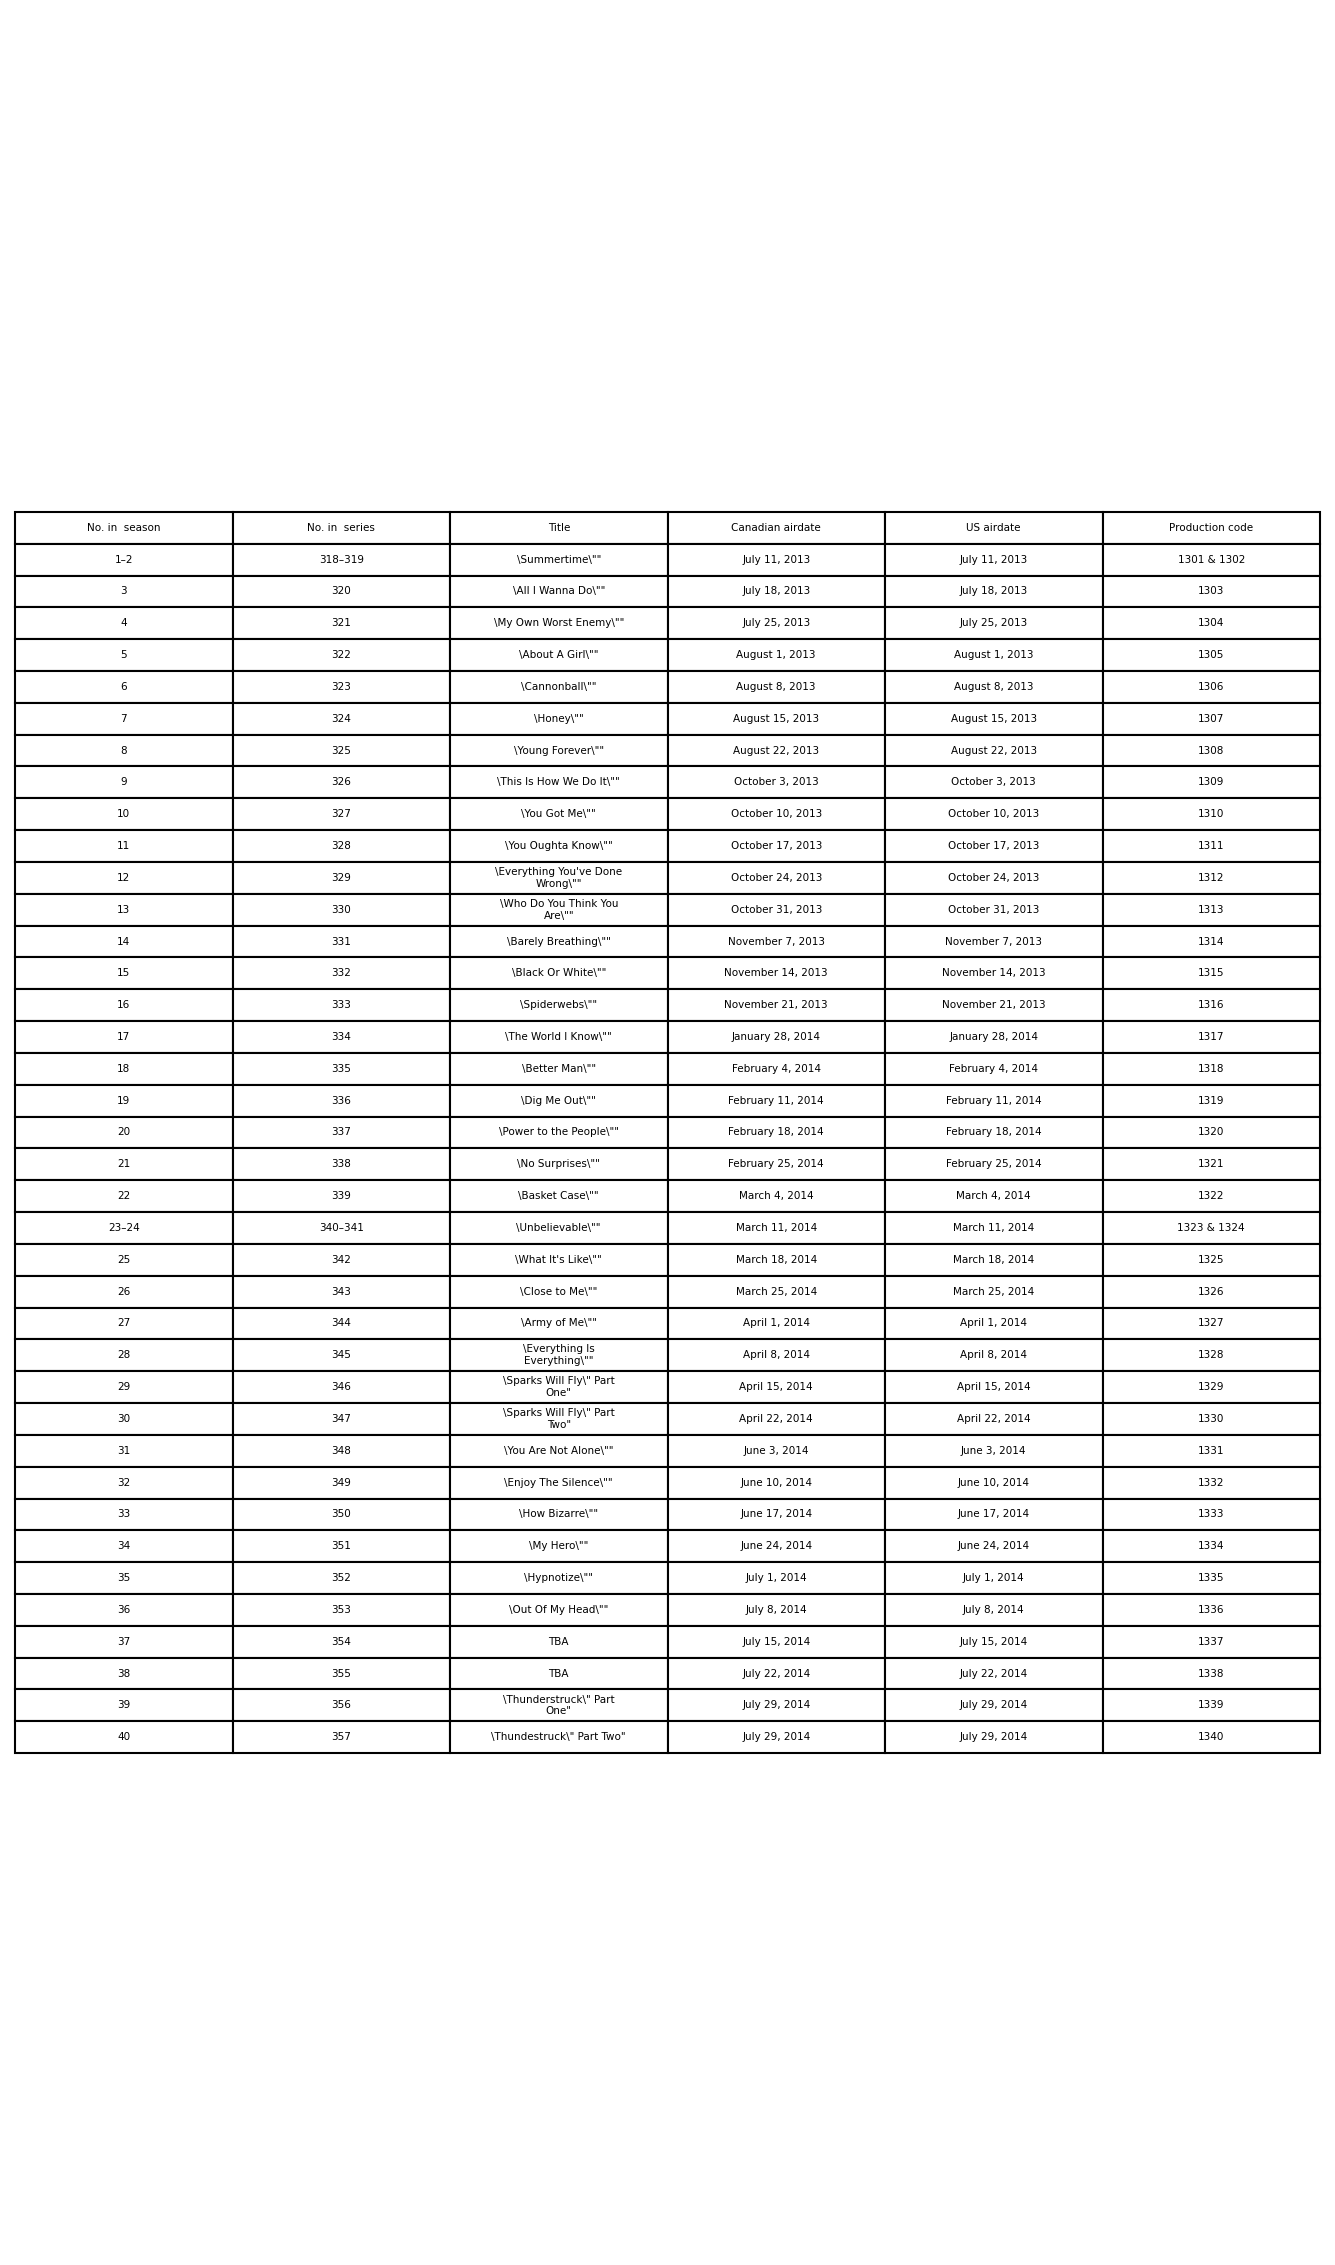 No. in  season No. in  series Title Canadian airdate US airdate Production code
1–2 318–319 \Summertime\"" July 11, 2013 July 11, 2013 1301 & 1302
3 320 \All I Wanna Do\"" July 18, 2013 July 18, 2013 1303
4 321 \My Own Worst Enemy\"" July 25, 2013 July 25, 2013 1304
5 322 \About A Girl\"" August 1, 2013 August 1, 2013 1305
6 323 \Cannonball\"" August 8, 2013 August 8, 2013 1306
7 324 \Honey\"" August 15, 2013 August 15, 2013 1307
8 325 \Young Forever\"" August 22, 2013 August 22, 2013 1308
9 326 \This Is How We Do It\"" October 3, 2013 October 3, 2013 1309
10 327 \You Got Me\"" October 10, 2013 October 10, 2013 1310
11 328 \You Oughta Know\"" October 17, 2013 October 17, 2013 1311
12 329 \Everything You've Done
Wrong\"" October 24, 2013 October 24, 2013 1312
13 330 \Who Do You Think You
Are\"" October 31, 2013 October 31, 2013 1313
14 331 \Barely Breathing\"" November 7, 2013 November 7, 2013 1314
15 332 \Black Or White\"" November 14, 2013 November 14, 2013 1315
16 333 \Spiderwebs\"" November 21, 2013 November 21, 2013 1316
17 334 \The World I Know\"" January 28, 2014 January 28, 2014 1317
18 335 \Better Man\"" February 4, 2014 February 4, 2014 1318
19 336 \Dig Me Out\"" February 11, 2014 February 11, 2014 1319
20 337 \Power to the People\"" February 18, 2014 February 18, 2014 1320
21 338 \No Surprises\"" February 25, 2014 February 25, 2014 1321
22 339 \Basket Case\"" March 4, 2014 March 4, 2014 1322
23–24 340–341 \Unbelievable\"" March 11, 2014 March 11, 2014 1323 & 1324
25 342 \What It's Like\"" March 18, 2014 March 18, 2014 1325
26 343 \Close to Me\"" March 25, 2014 March 25, 2014 1326
27 344 \Army of Me\"" April 1, 2014 April 1, 2014 1327
28 345 \Everything Is
Everything\"" April 8, 2014 April 8, 2014 1328
29 346 \Sparks Will Fly\" Part
One" April 15, 2014 April 15, 2014 1329
30 347 \Sparks Will Fly\" Part
Two" April 22, 2014 April 22, 2014 1330
31 348 \You Are Not Alone\"" June 3, 2014 June 3, 2014 1331
32 349 \Enjoy The Silence\"" June 10, 2014 June 10, 2014 1332
33 350 \How Bizarre\"" June 17, 2014 June 17, 2014 1333
34 351 \My Hero\"" June 24, 2014 June 24, 2014 1334
35 352 \Hypnotize\"" July 1, 2014 July 1, 2014 1335
36 353 \Out Of My Head\"" July 8, 2014 July 8, 2014 1336
37 354 TBA July 15, 2014 July 15, 2014 1337
38 355 TBA July 22, 2014 July 22, 2014 1338
39 356 \Thunderstruck\" Part
One" July 29, 2014 July 29, 2014 1339
40 357 \Thundestruck\" Part Two" July 29, 2014 July 29, 2014 1340